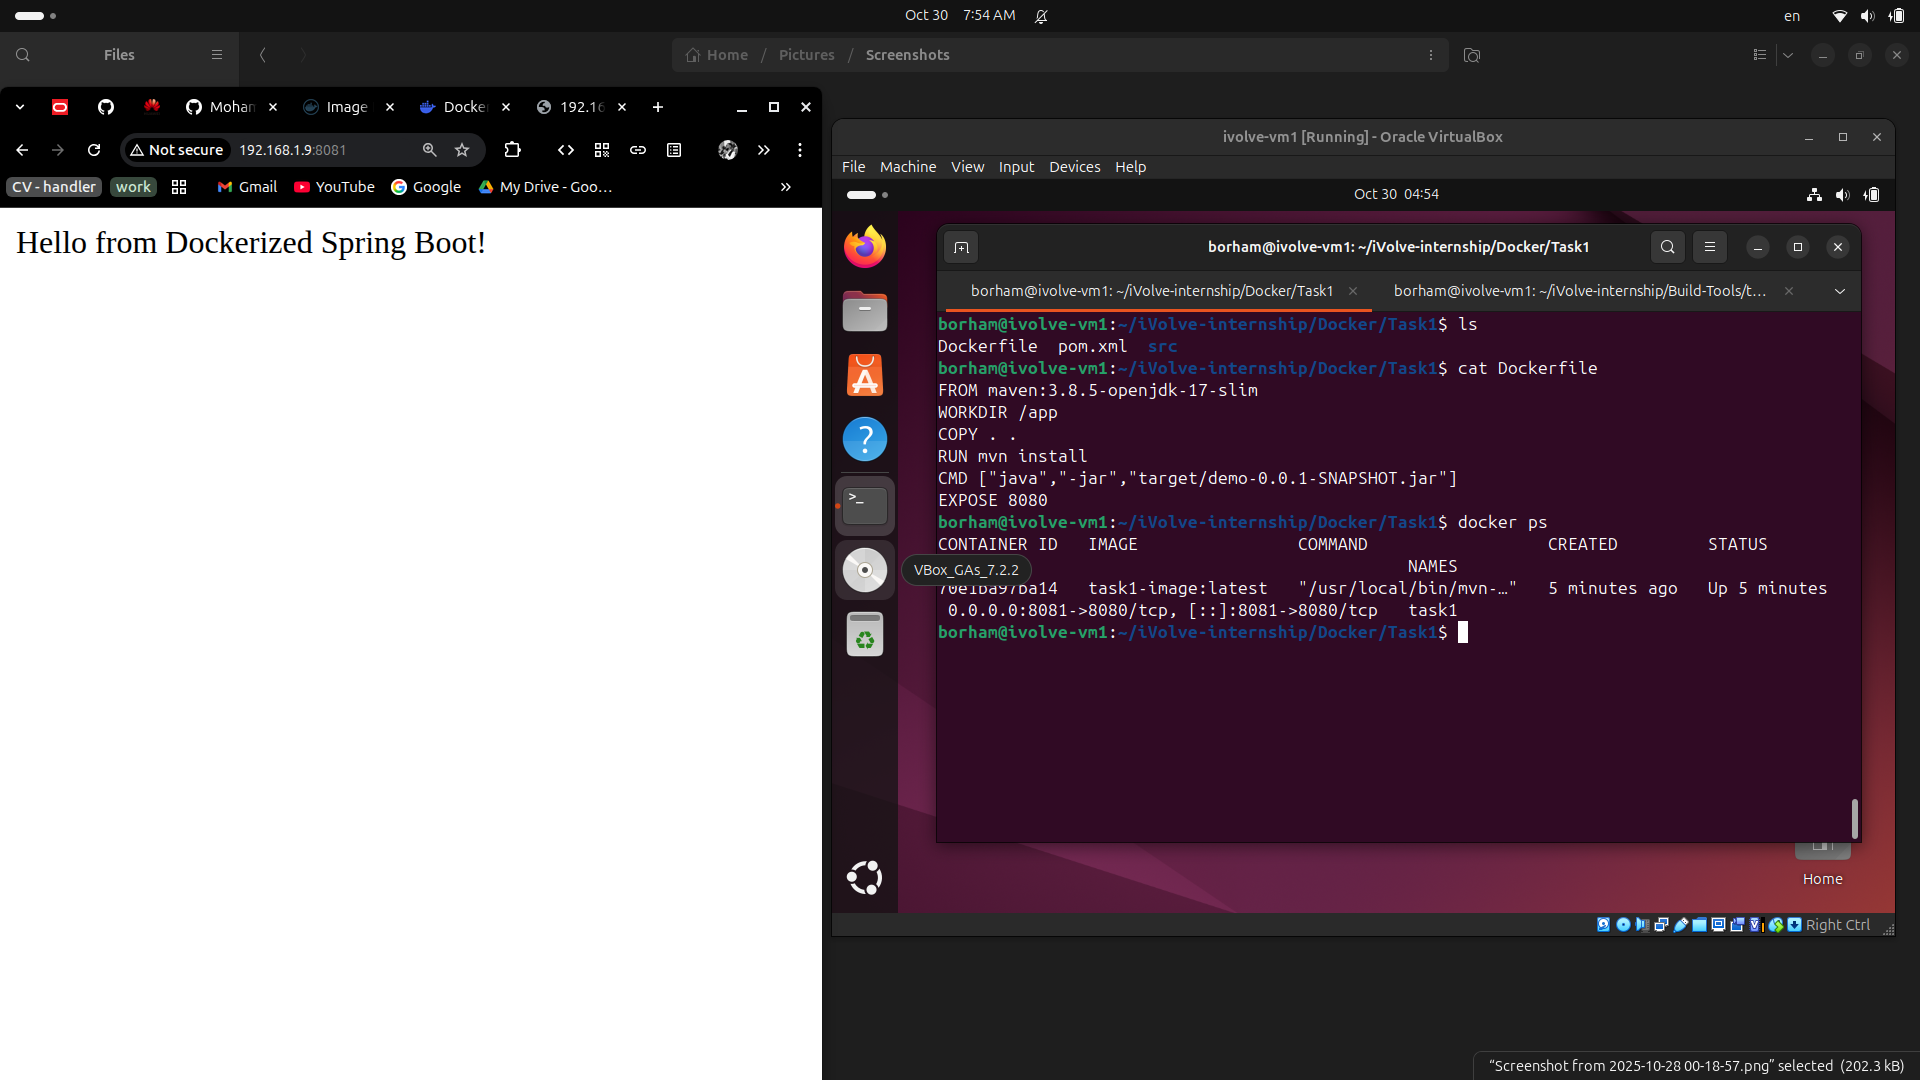 Oct 30 7:54 AM
en
Files
Home / Pictures / Screenshots
Mohan
Image
Docke
192.16
Not secure
192.168.1.9:8081
CV - handler
work
Gmail
YouTube
Google
My Drive - Goo...
Hello from Dockerized Spring Boot!
ivolve-vm1 [Running] - Oracle VirtualBox
File Machine View Input Devices Help
Oct 30 04:54
borham@ivolve-vm1: ~/iVolve-internship/Docker/Task1
borham@ivolve-vm1: ~/iVolve-internship/Docker/Task1
borham@ivolve-vm1: ~/iVolve-internship/Build-Tools/t...
borham@ivolve-vm1:~/iVolve-internship/Docker/Task1$ ls
Dockerfile pom.xml src
borham@ivolve-vm1:~/iVolve-internship/Docker/Task1$ cat Dockerfile
FROM maven:3.8.5-openjdk-17-slim
WORKDIR /app
COPY . .
RUN mvn install
CMD ["java","-jar","target/demo-0.0.1-SNAPSHOT.jar"]
EXPOSE 8080
borham@ivolve-vm1:~/iVolve-internship/Docker/Task1$ docker ps
CONTAINER ID IMAGE COMMAND CREATED STATUS
NAMES
70e1ba97ba14 task1-image:latest "/usr/local/bin/mvn-…" 5 minutes ago Up 5 minutes
0.0.0.0:8081->8080/tcp, [::]:8081->8080/tcp task1
borham@ivolve-vm1:~/iVolve-internship/Docker/Task1$
VBox_GAs_7.2.2
Home
Right Ctrl
“Screenshot from 2025-10-28 00-18-57.png” selected (202.3 kB)